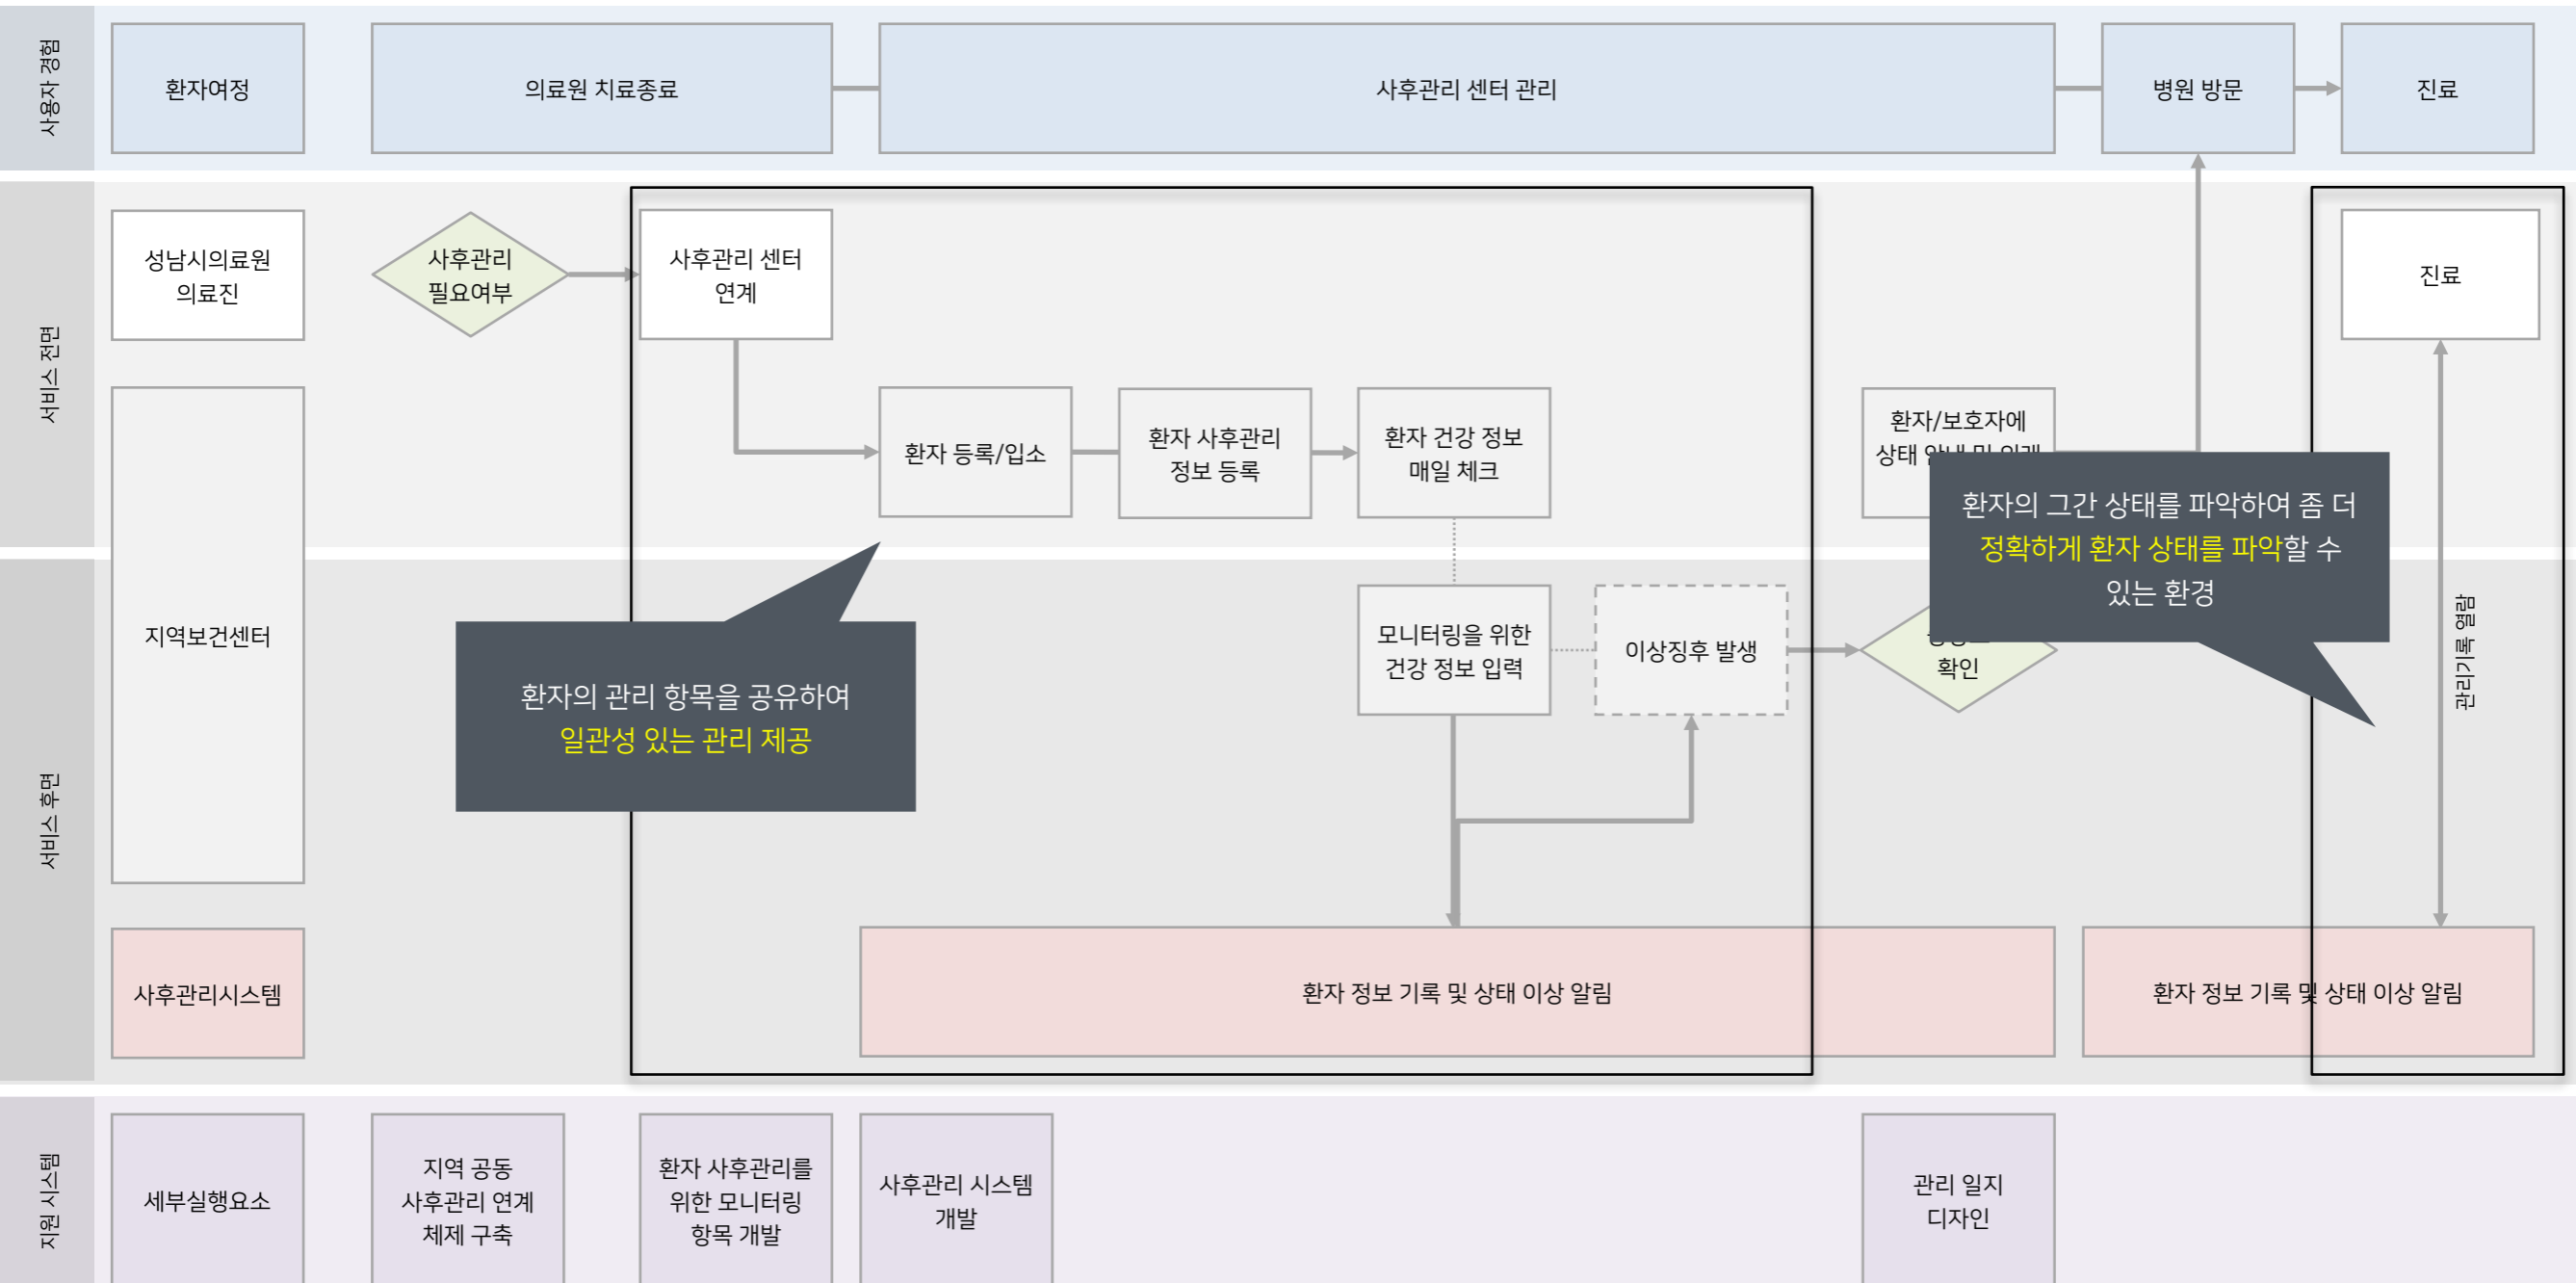 사용자 경험
환자여정
의료원 치료종료
사후관리 센터 관리
병원 방문
진료
서비스 전면
성남시의료원
의료진
사후관리
필요여부
사후관리 센터
연계
진료
환자 등록/입소
환자 사후관리
정보 등록
환자 건강 정보
매일 체크
환자/보호자에
상태
환자의 그간 상태를 파악하여 좀 더
정확하게 환자 상태를 파악할 수
있는 환경
서비스 후면
지역보건센터
환자의 관리 항목을 공유하여
일관성 있는 관리 제공
모니터링을 위한
건강 정보 입력
이상징후 발생
확인
관리기록 열람
사후관리시스템
환자 정보 기록 및 상태 이상 알림
환자 정보 기록 및 상태 이상 알림
지원 시스템
세부실행요소
지역 공동
사후관리 연계
체제 구축
환자 사후관리를
위한 모니터링
항목 개발
사후관리 시스템
개발
관리 일지
디자인